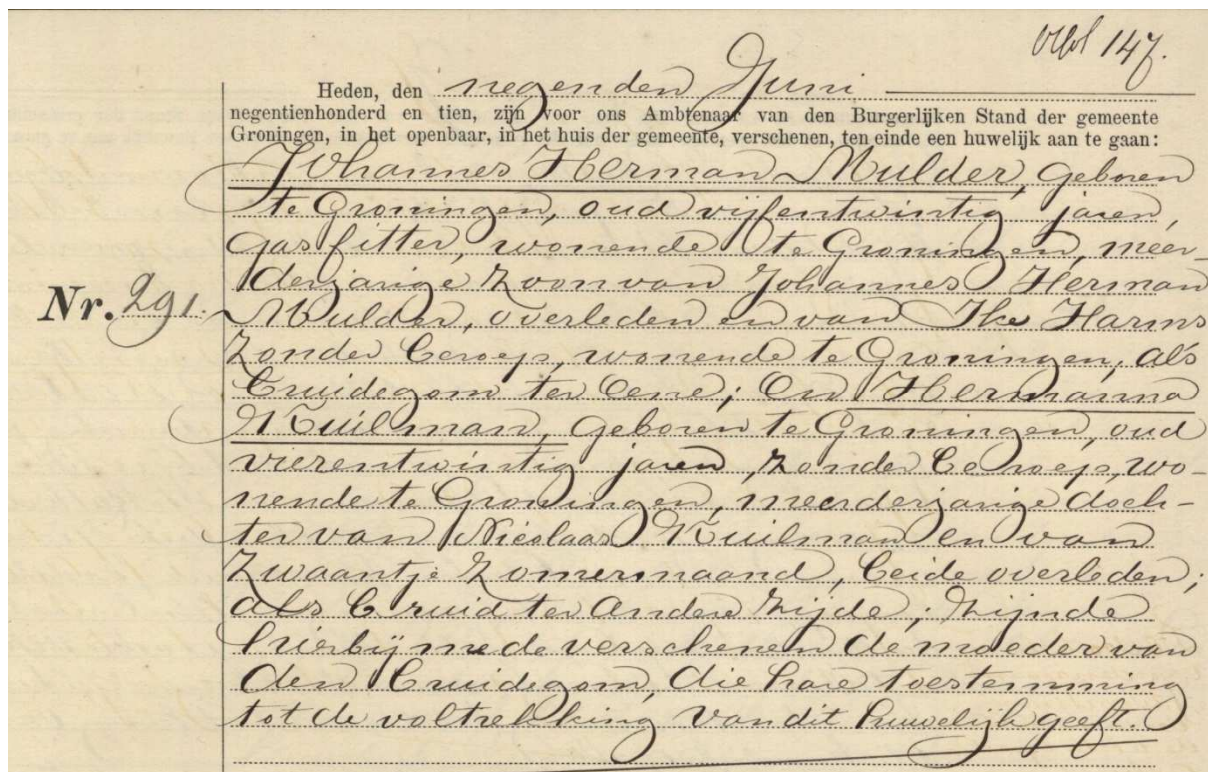 147.
Heden, den negenden Juni
negentienhonderd en tien, zijn voor ons Ambtenaar van den Burgerlijken Stand der gemeente
Groningen, in het openbaar, in het huis der gemeente, verschenen, ten einde een huwelijk aan te gaan:
Johannes Herman Mulder, geboren
te Groningen, oud vijfentwintig jaren,
gasfitter, wonende te Groningen, meer-
derjarige zoon van Johannes Herman
Nr. 291. Mulder, overleden en van Ike Harms
zonder beroep, wonende te Groningen, als
bruidegom ter eene; en Hermanna
Kuilman, geboren te Groningen, oud
vierentwintig jaren, zonder beroep, wo-
nende te Groningen, meerderjarige doch-
ter van Nicolaas Kuilman en van
Zwaantje Zomermaand, beide overleden;
als bruid ter andere zijde; zijnde
hierbij mede verschenen de moeder van
den bruidegom, die hare toestemming
tot de voltrekking van dit huwelijk geeft.